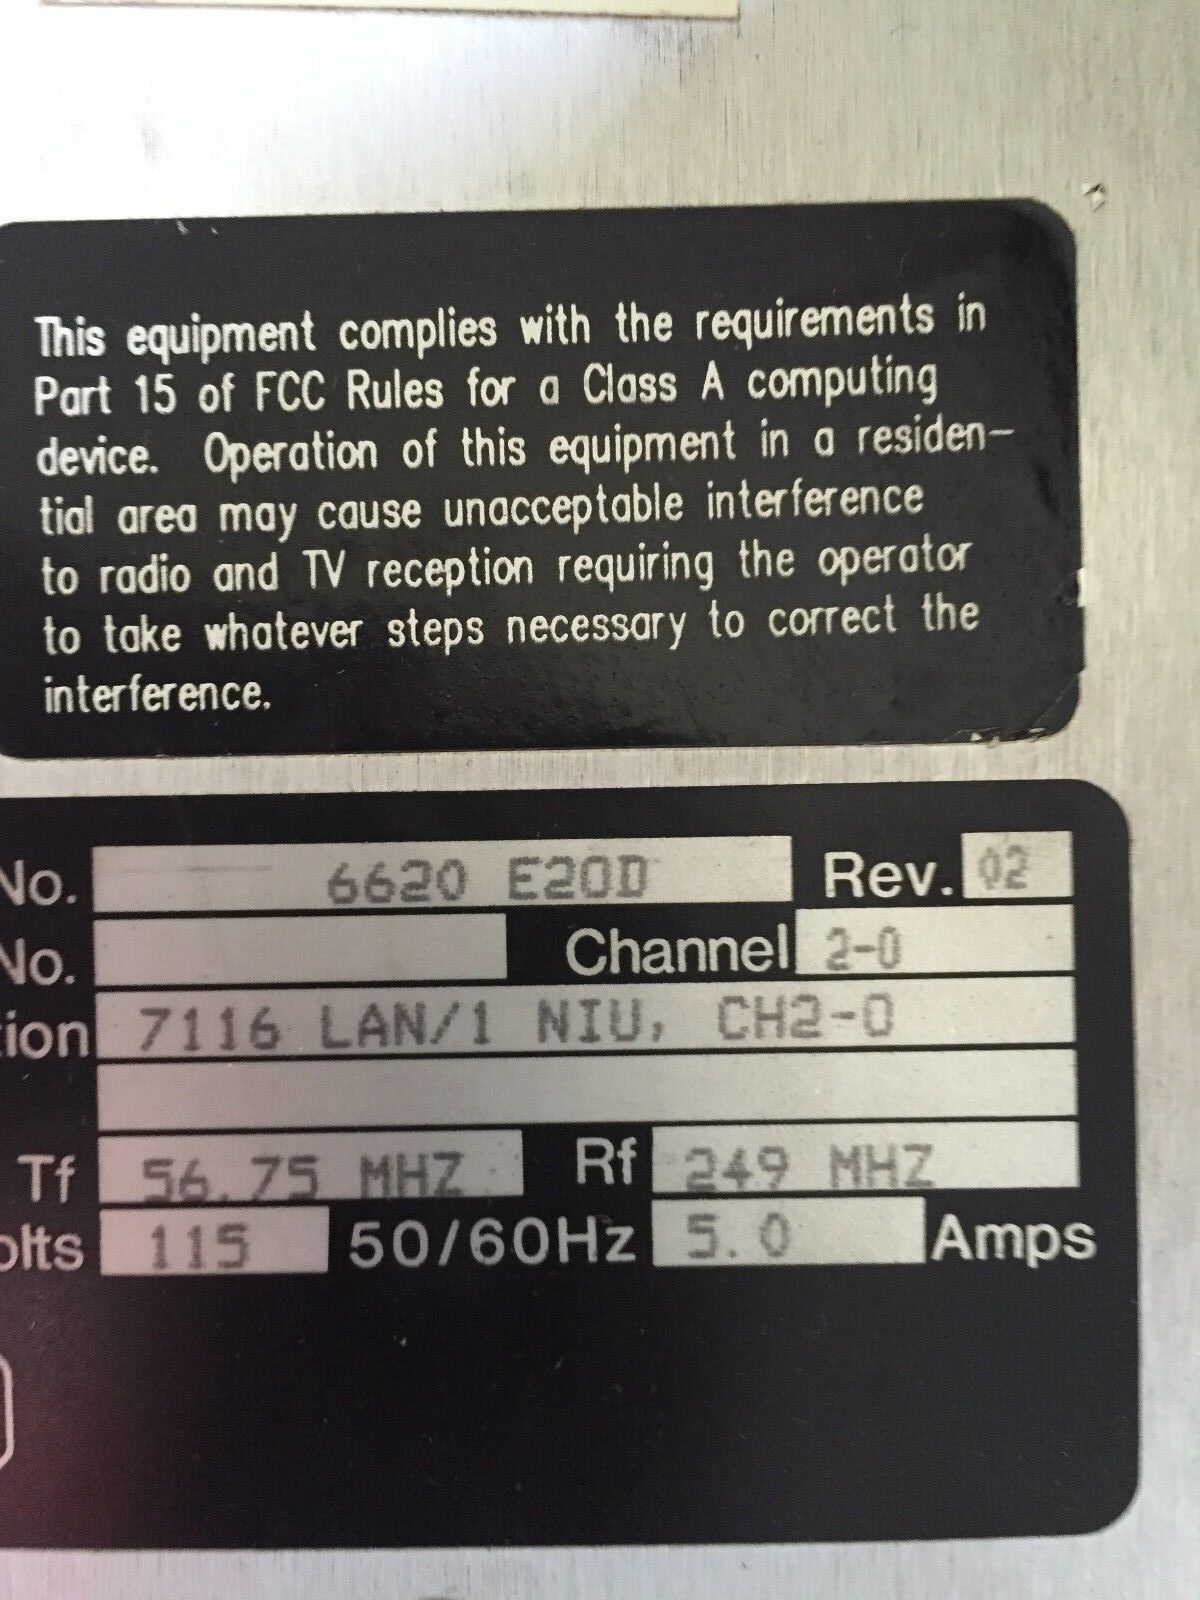 This equipment complies with the requirements in
Part 15 of FCC Rules for a Class A computing
device. Operation of this equipment in a residen-
tial area may cause unacceptable interference
to radio and TV reception requiring the operator
to take whatever steps necessary to correct the
interference.
No. 6620 E20D Rev. 02
No. Channel 2-0
tion 7116 LAN/1 NIU, CH2-0
Tf 56.75 MHZ Rf 249 MHZ
olts 115 50/60Hz 5.0 Amps